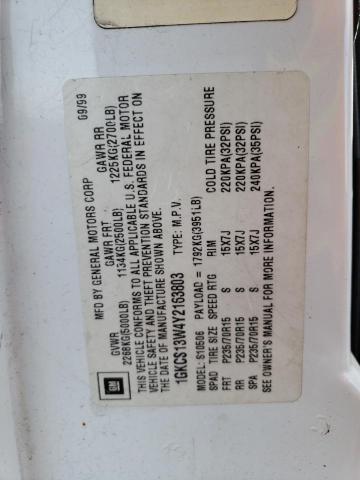 MFD BY GENERAL MOTORS CORP 09/99
GVWR GAWR FRT GAWR RR
2268KG(5000LB) 1134KG(2500LB) 1225KG(2700LB)
THIS VEHICLE CONFORMS TO ALL APPLICABLE U.S. FEDERAL MOTOR
VEHICLE SAFETY AND THEFT PREVENTION STANDARDS IN EFFECT ON
THE DATE OF MANUFACTURE SHOWN ABOVE.
1GKCS13W4Y2163803 TYPE: M.P.V.
MODEL: S10506 PAYLOAD = 1792KG(3951LB)
SPAD TIRE SIZE SPEED RTG RIM COLD TIRE PRESSURE
FRT P235/70R15 S 15X7J 220KPA(32PSI)
RR P235/70R15 S 15X7J 220KPA(32PSI)
SPA P235/70R15 S 15X7J 240KPA(35PSI)
SEE OWNER'S MANUAL FOR MORE INFORMATION.
GM